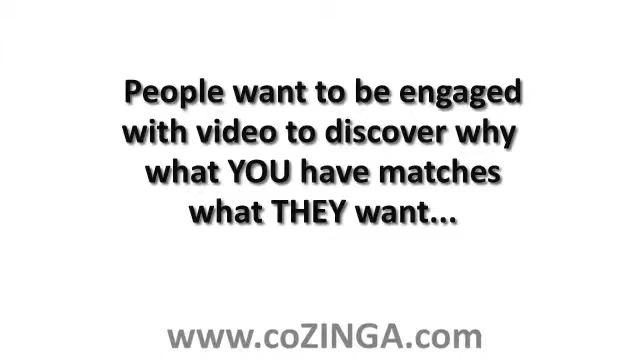 People want to be engaged
with video to discover why
what YOU have matches
what THEY want...
www.coZINGA.com